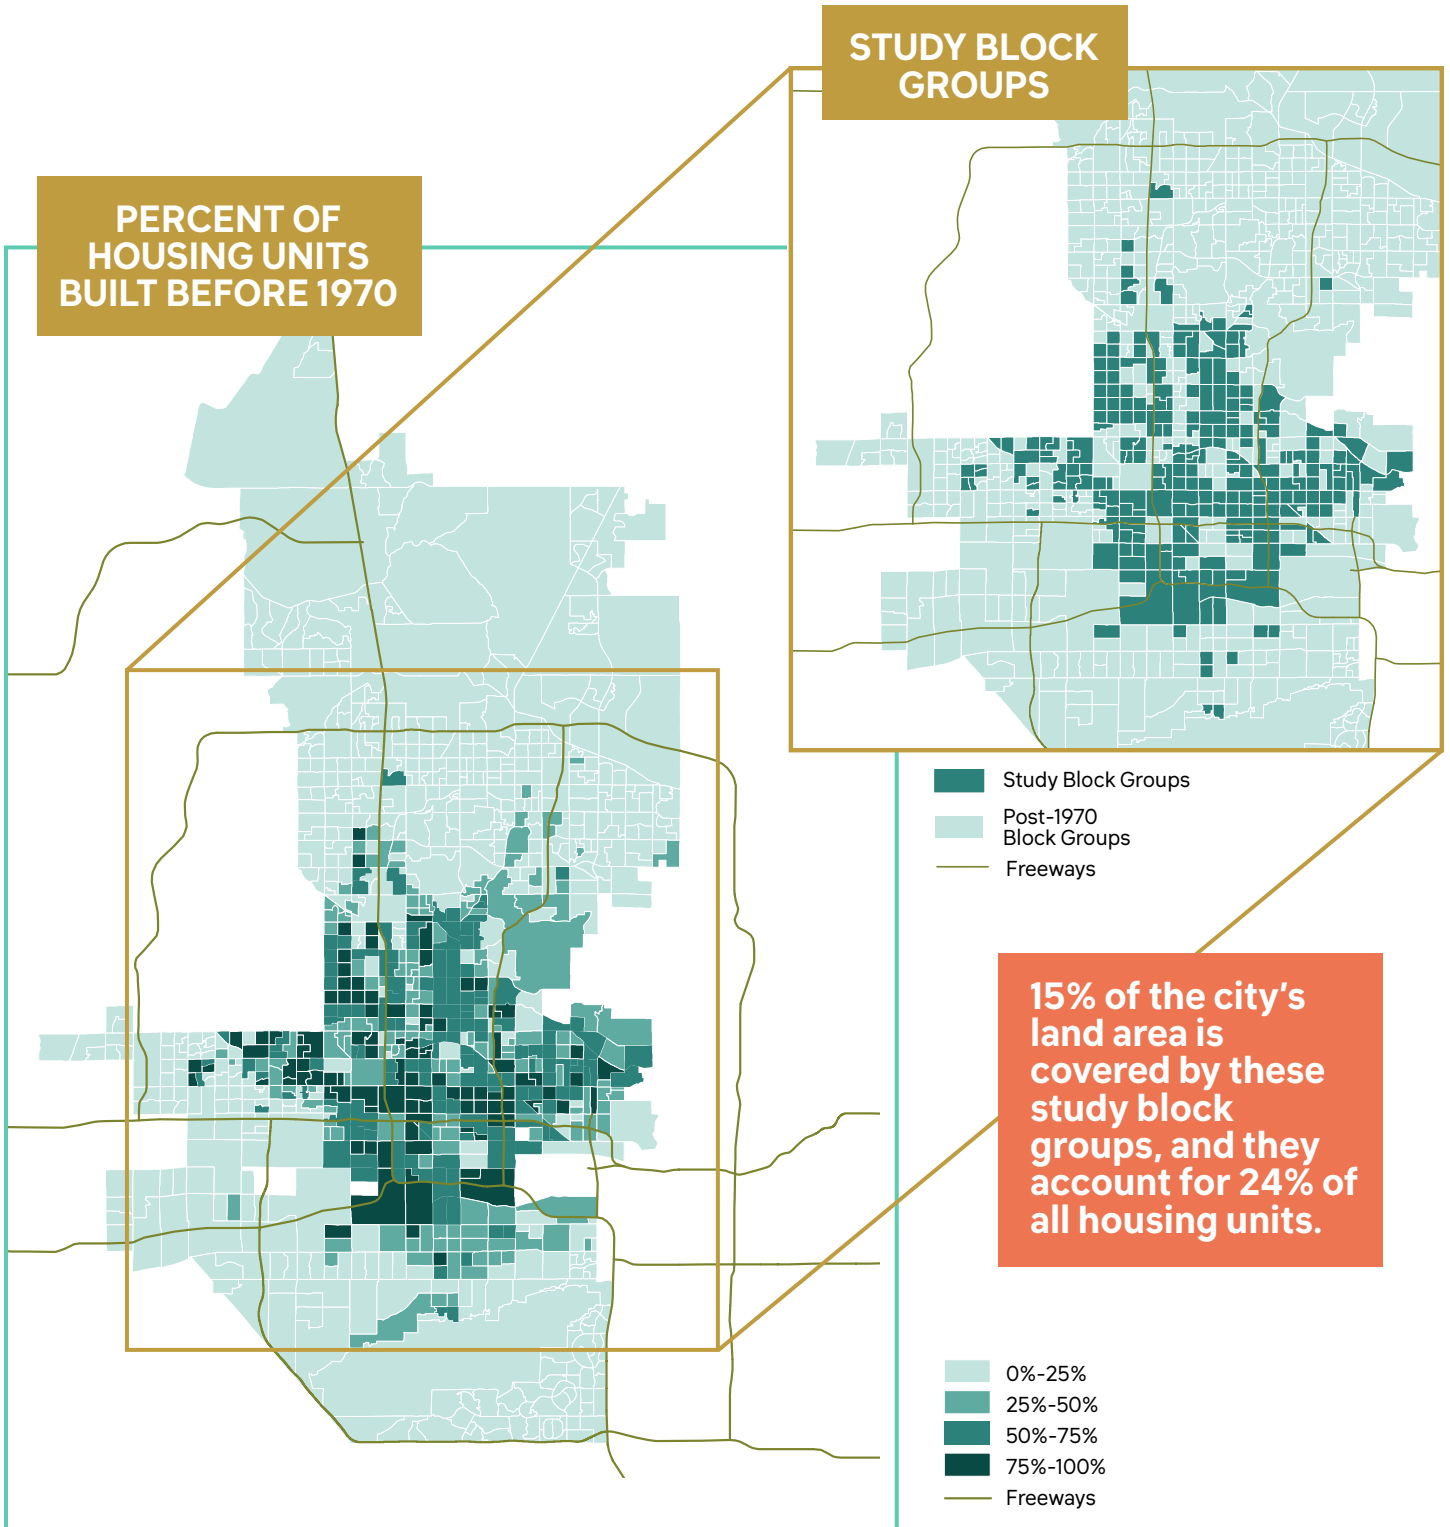 STUDY BLOCK
GROUPS
PERCENT OF
HOUSING UNITS
BUILT BEFORE 1970
Study Block Groups
Post-1970
Block Groups
Freeways
15% of the city's
land area is
covered by these
study block
groups, and they
account for 24% of
all housing units.
0%-25%
25%-50%
50%-75%
75%-100%
Freeways